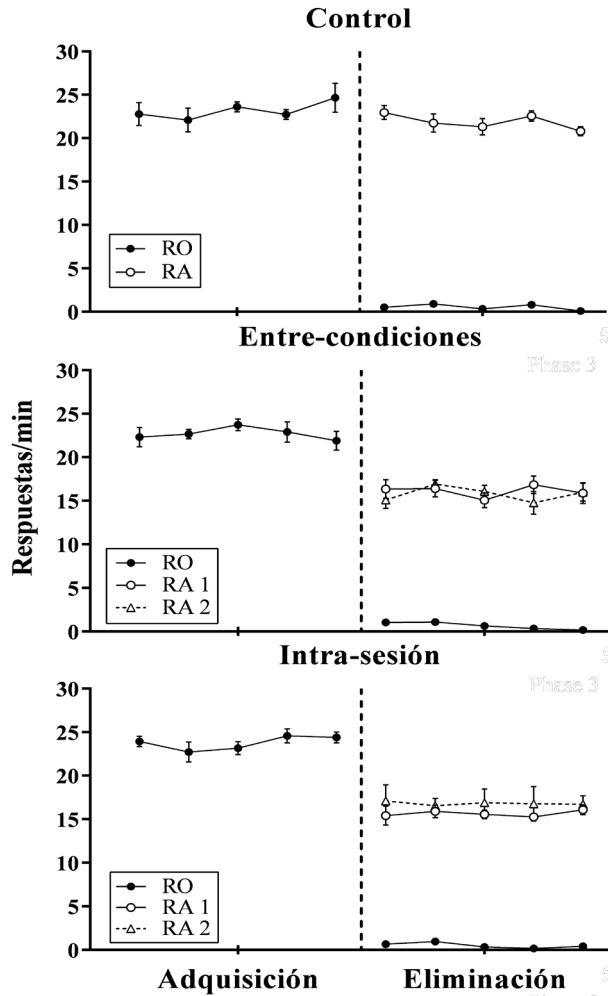 Control
30
25
20
15
10
5
0
RO
RA
Entre-condiciones
Phase 3
30
25
20
15
10
5
0
RO
RA 1
RA 2
Respuestas/min
Intra-sesión
Phase 3
30
25
20
15
10
5
0
RO
RA 1
RA 2
Adquisición
Eliminación